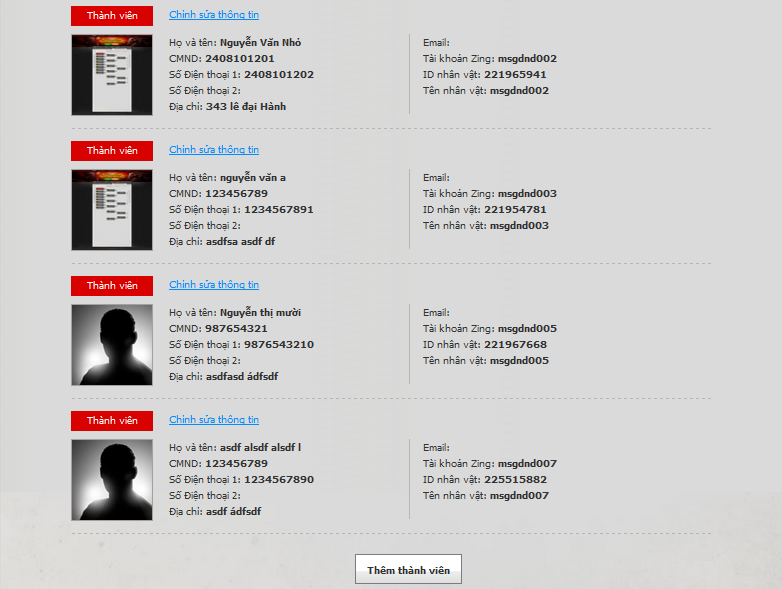 Thành viên
Chỉnh sửa thông tin
Họ và tên: Nguyễn Văn Nhỏ
CMND: 2408101201
Số Điện thoại 1: 2408101202
Số Điện thoại 2:
Địa chỉ: 343 lê đại Hành
Email:
Tài khoản Zing: msgdnd002
ID nhân vật: 221965941
Tên nhân vật: msgdnd002
Thành viên
Chỉnh sửa thông tin
Họ và tên: nguyễn văn a
CMND: 123456789
Số Điện thoại 1: 1234567891
Số Điện thoại 2:
Địa chỉ: asdfsa asdf df
Email:
Tài khoản Zing: msgdnd003
ID nhân vật: 221954781
Tên nhân vật: msgdnd003
Thành viên
Chỉnh sửa thông tin
Họ và tên: Nguyễn thị mười
CMND: 987654321
Số Điện thoại 1: 9876543210
Số Điện thoại 2:
Địa chỉ: asdfasd ádfsdf
Email:
Tài khoản Zing: msgdnd005
ID nhân vật: 221967668
Tên nhân vật: msgdnd005
Thành viên
Chỉnh sửa thông tin
Họ và tên: asdf alsdf alsdf l
CMND: 123456789
Số Điện thoại 1: 1234567890
Số Điện thoại 2:
Địa chỉ: asdf ádfsdf
Email:
Tài khoản Zing: msgdnd007
ID nhân vật: 225515882
Tên nhân vật: msgdnd007
Thêm thành viên